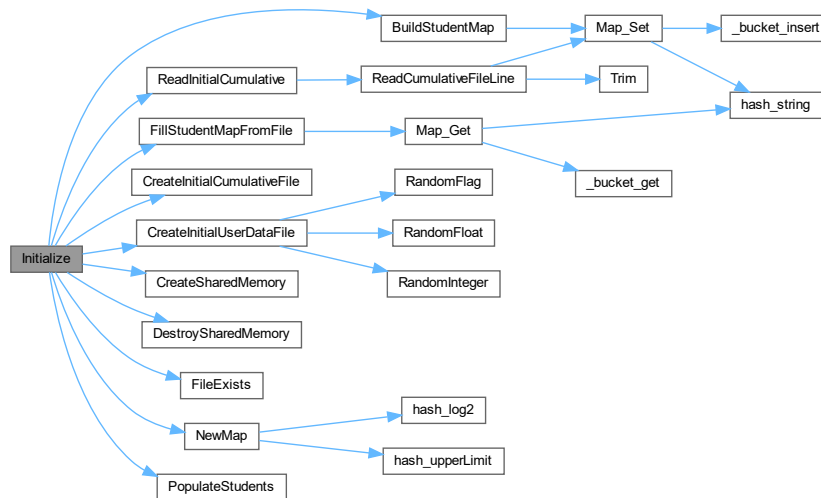 BuildStudentMap
Map_Set
_bucket_insert
ReadInitialCumulative
ReadCumulativeFileLine
Trim
hash_string
FillStudentMapFromFile
Map_Get
CreateInitialCumulativeFile
RandomFlag
_bucket_get
CreateInitialUserDataFile
RandomFloat
Initialize
CreateSharedMemory
RandomInteger
DestroySharedMemory
FileExists
hash_log2
NewMap
hash_upperLimit
PopulateStudents